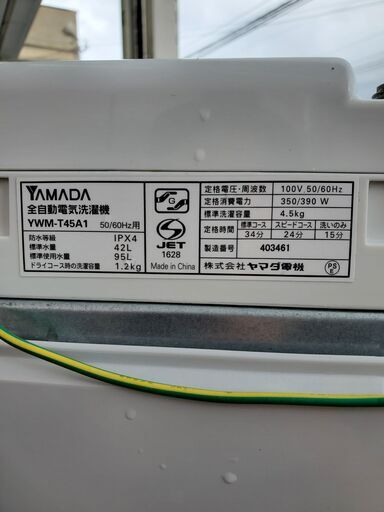 YAMADA
全自動電気洗濯機
YWM-T45A1 50/60Hz用
防水等級 IPX4
標準水量 42L
標準使用水量 95L
ドライコース時の洗濯容量 1.2kg
G
S
JET
1628
Made in China
定格電圧・周波数 100V 50/60Hz
定格消費電力 350/390 W
標準洗濯容量 4.5kg
定格時間 標準コース スピードコース 洗いのみ
34分 24分 15分
製造番号 403461
株式会社ヤマダ電機
PS
E